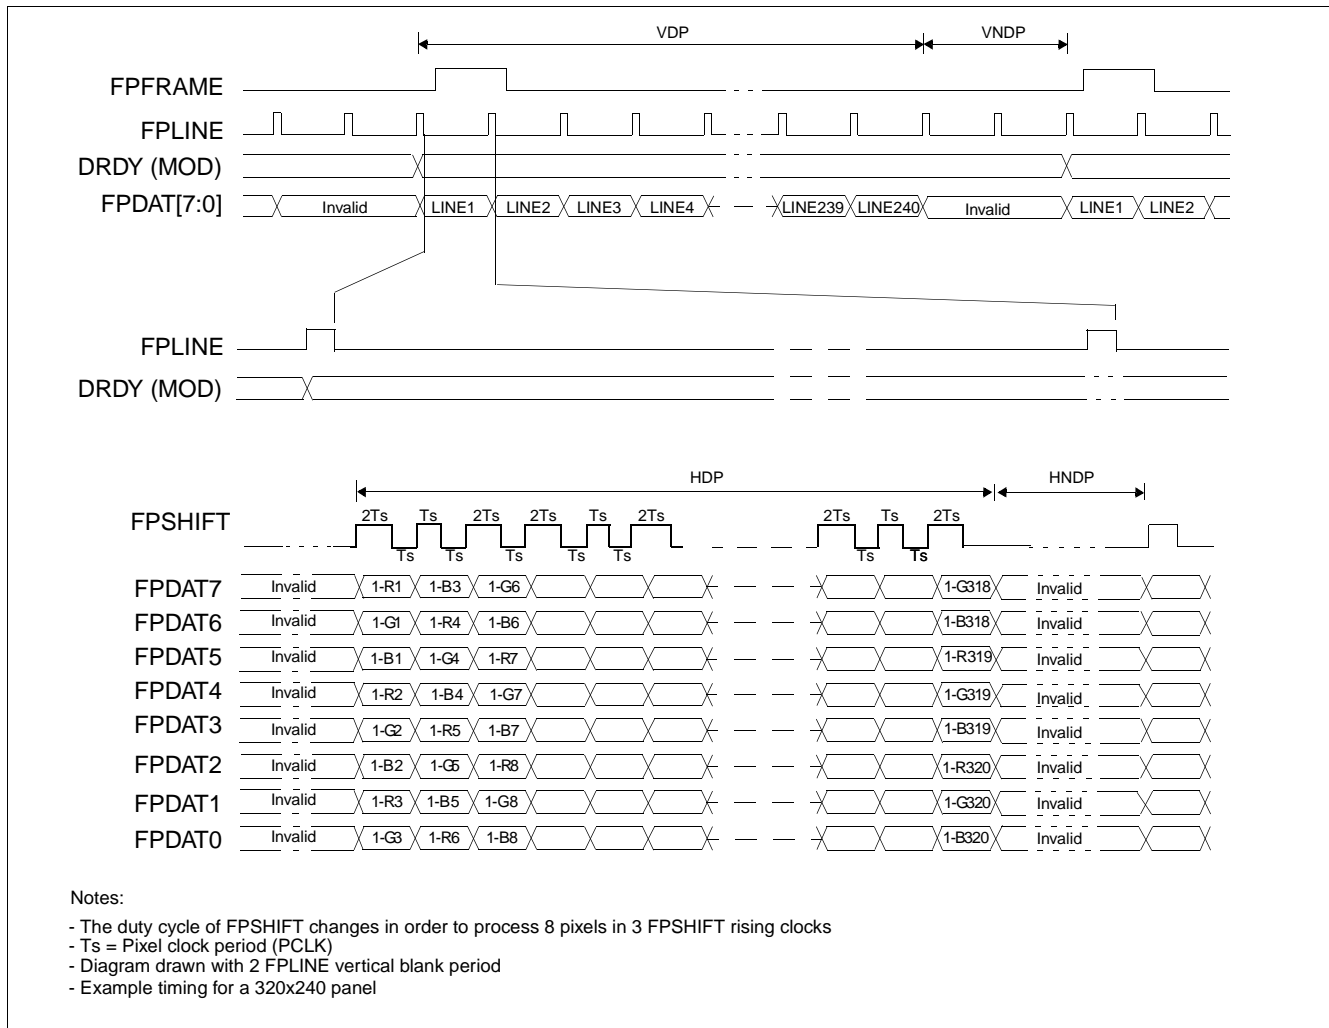 VDP VNDP
FPFRAME
FPLINE
DRDY (MOD)
FPDAT[7:0] Invalid LINE1 LINE2 LINE3 LINE4 LINE239 LINE240 Invalid LINE1 LINE2
FPLINE
DRDY (MOD)
HDP HNDP
FPSHIFT 2Ts Ts 2Ts 2Ts Ts 2Ts 2Ts Ts 2Ts
Ts Ts Ts Ts Ts Ts Ts
FPDAT7 Invalid 1-R1 1-B3 1-G6 1-G318 Invalid
FPDAT6 Invalid 1-G1 1-R4 1-B6 1-B318 Invalid
FPDAT5 Invalid 1-B1 1-G4 1-R7 1-R319 Invalid
FPDAT4 Invalid 1-R2 1-B4 1-G7 1-G319 Invalid
FPDAT3 Invalid 1-G2 1-R5 1-B7 1-B319 Invalid
FPDAT2 Invalid 1-B2 1-G5 1-R8 1-R320 Invalid
FPDAT1 Invalid 1-R3 1-B5 1-G8 1-G320 Invalid
FPDAT0 Invalid 1-G3 1-R6 1-B8 1-B320 Invalid
Notes:
- The duty cycle of FPSHIFT changes in order to process 8 pixels in 3 FPSHIFT rising clocks
- Ts = Pixel clock period (PCLK)
- Diagram drawn with 2 FPLINE vertical blank period
- Example timing for a 320x240 panel